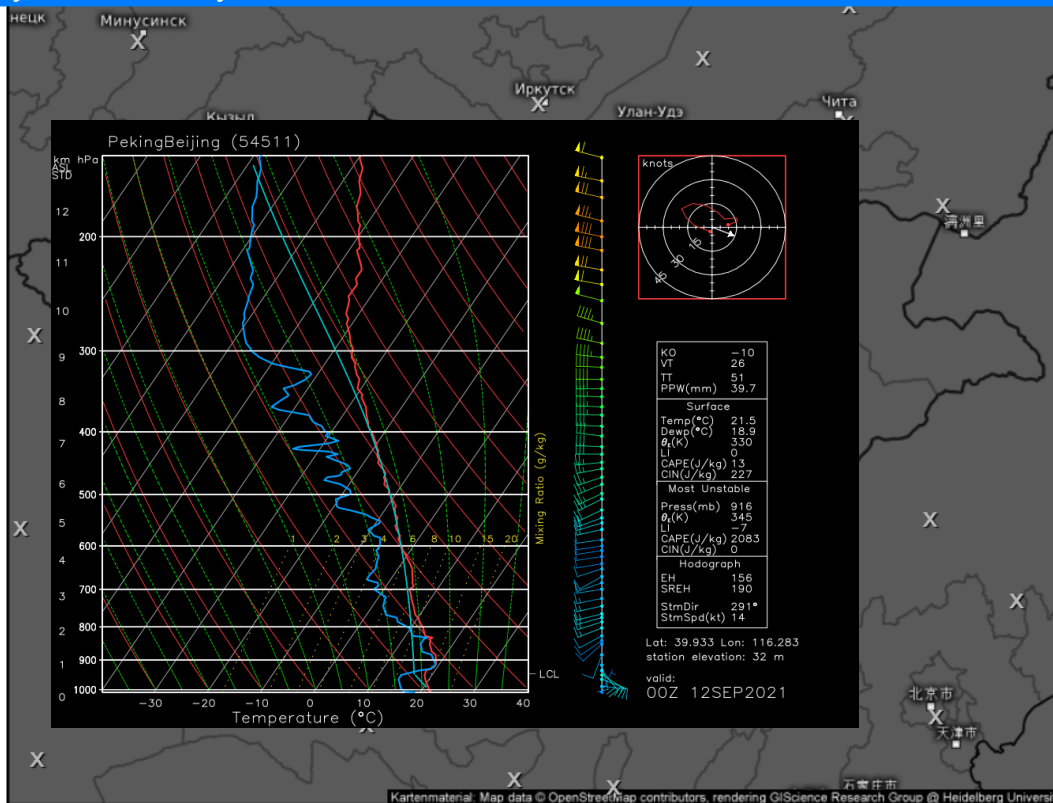 нецк
Минусинск
Иркутск
Улан-Удэ
Чита
Кызыл
PekingBeijing (54511)
km hPa
ASL
STD
knots
12
200
11
满洲里
15
30
45
10
300
9
KO −10
VT 26
TT 51
PPW(mm) 39.7
8
400
Surface
Temp(°C) 21.5
Dewp(°C) 18.9
θE(K) 330
LI 0
CAPE(J/kg) 13
CIN(J/kg) 227
7
Mixing Ratio (g/kg)
6
500
Most Unstable
Press(mb) 916
θE(K) 345
LI −7
CAPE(J/kg) 2083
CIN(J/kg) 0
5
1 2 3 4 6 8 10 15 20
600
4
Hodograph
EH 156
SREH 190
StmDir 291°
StmSpd(kt) 14
700
3
800
2
Lat: 39.933 Lon: 116.283
station elevation: 32 m
900
1
LCL
valid:
00Z 12SEP2021
1000
0
−30 −20 −10 0 10 20 30 40
Temperature (°C)
北京市
天津市
石家庄市
Kartenmaterial: Map data © OpenStreetMap contributors, rendering GIScience Research Group @ Heidelberg Universi